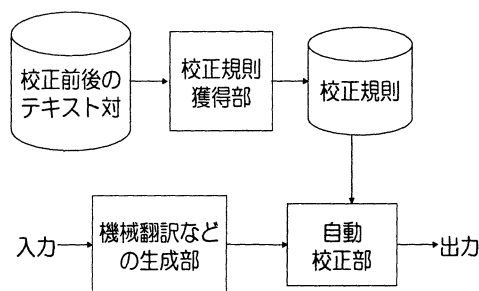 校正前後の
テキスト対
校正規則
獲得部
校正規則
入力
機械翻訳など
の生成部
自動
校正部
出力